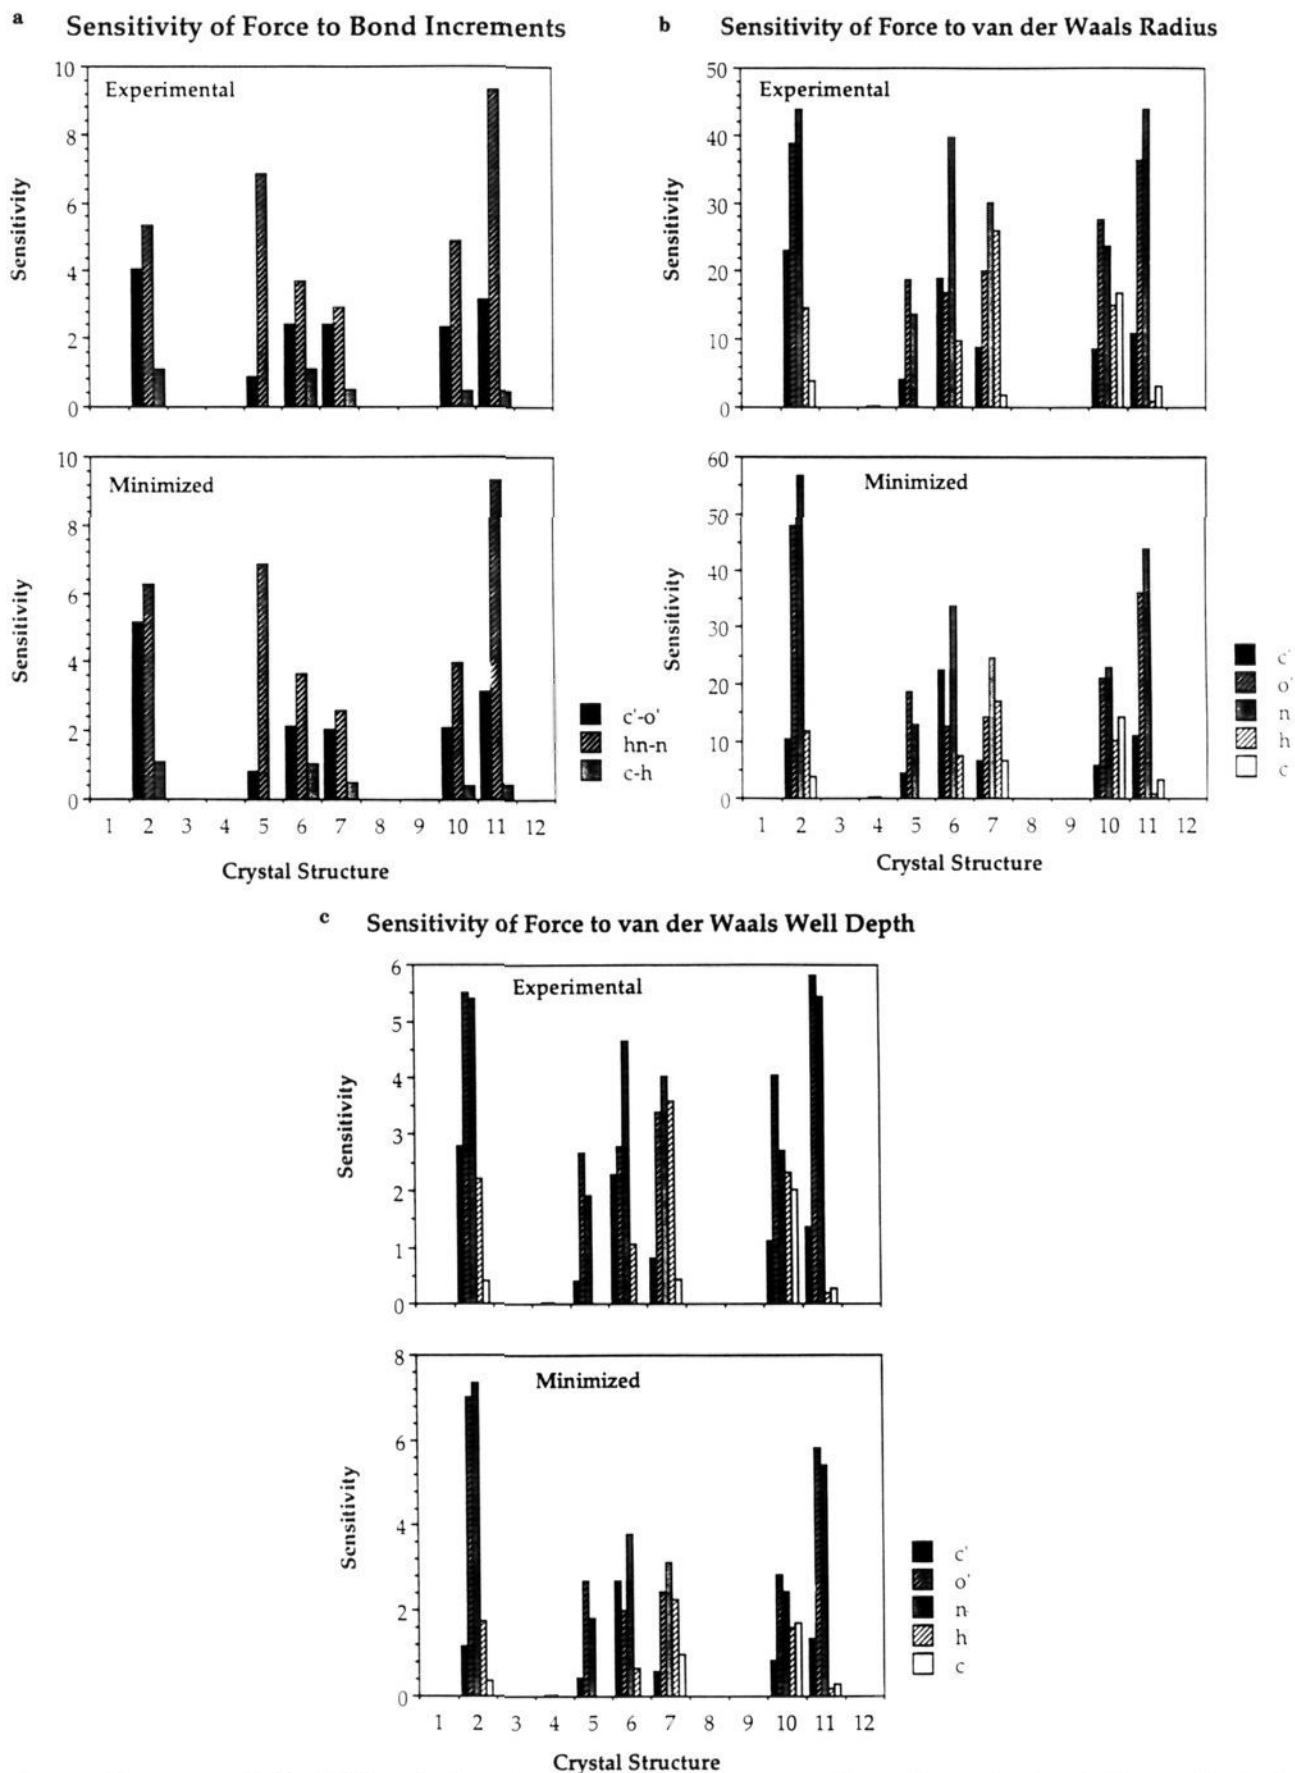 a Sensitivity of Force to Bond Increments
Experimental
10
8
6
4
2
0
Sensitivity
Minimized
10
8
6
4
2
0
Sensitivity
1 2 3 4 5 6 7 8 9 10 11 12
Crystal Structure
c'-o'
hn-n
c-h
b Sensitivity of Force to van der Waals Radius
Experimental
50
40
30
20
10
0
Sensitivity
Minimized
60
50
40
30
20
10
0
Sensitivity
1 2 3 4 5 6 7 8 9 10 11 12
Crystal Structure
c'
o'
n
h
c
c Sensitivity of Force to van der Waals Well Depth
Experimental
6
5
4
3
2
1
0
Sensitivity
Minimized
8
6
4
2
0
Sensitivity
1 2 3 4 5 6 7 8 9 10 11 12
Crystal Structure
c'
o'
n
h
c